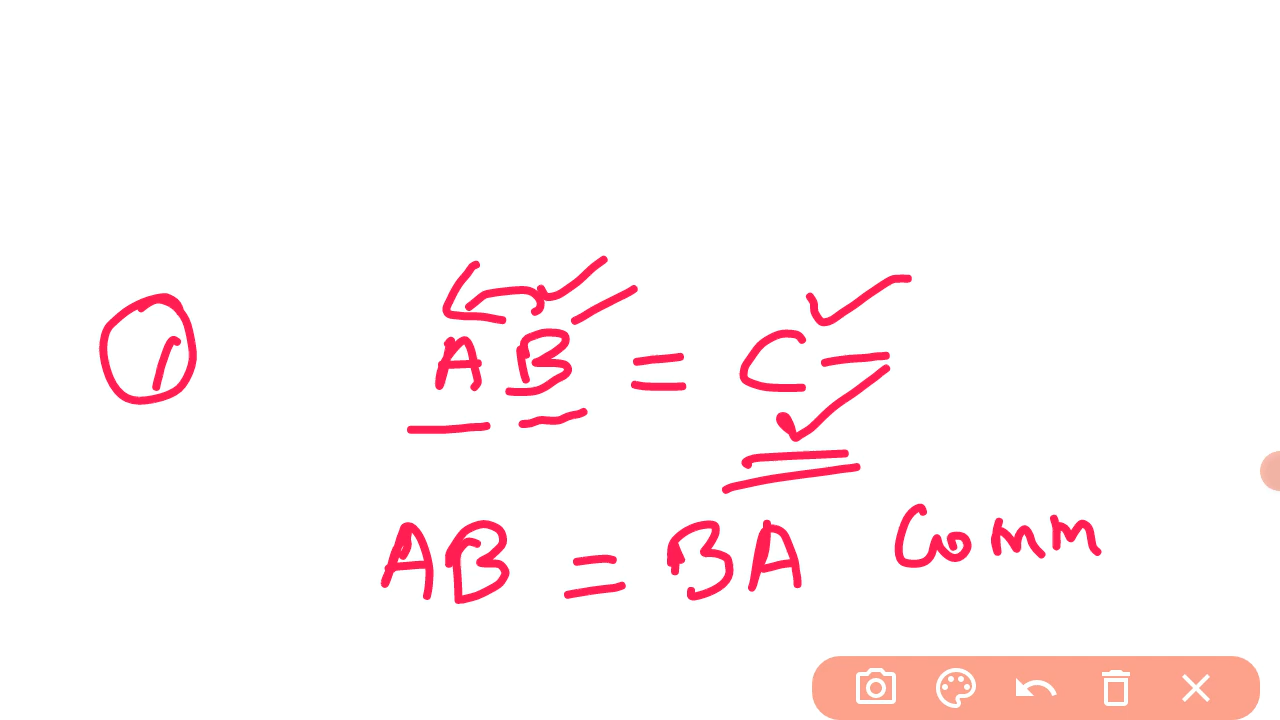 1
AB = C
AB = BA Comm